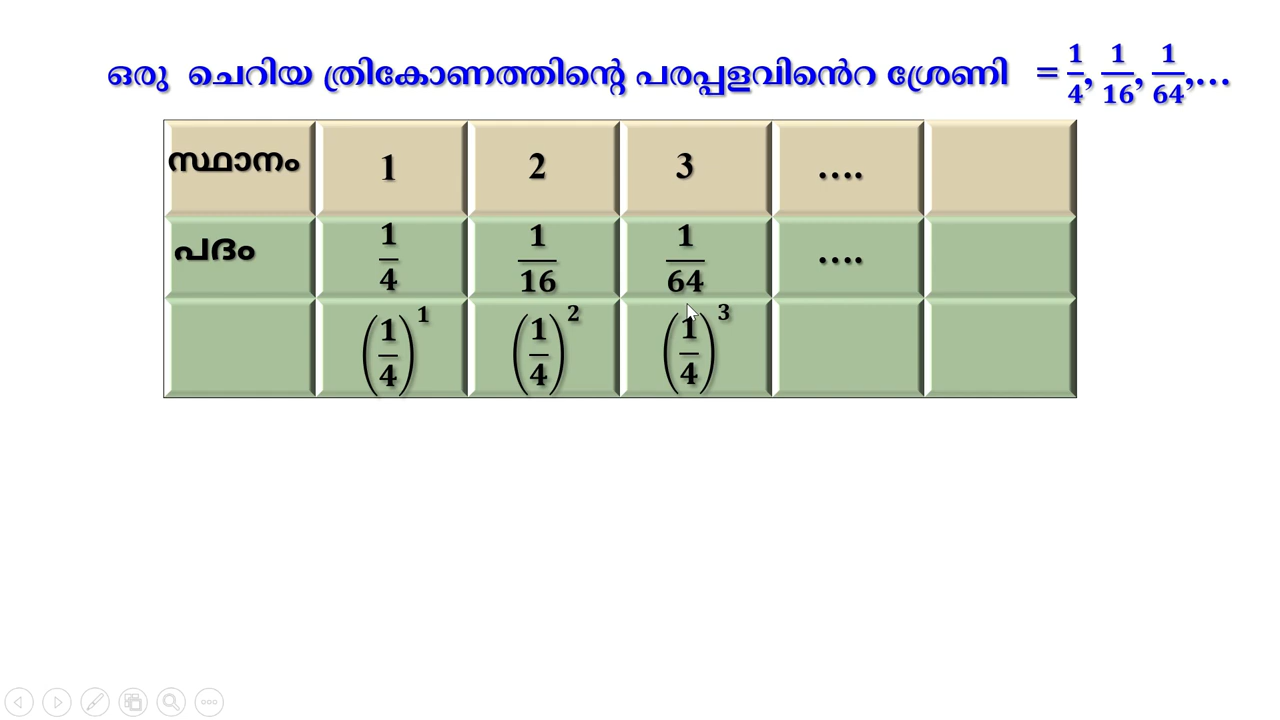 ഒരു ചെറിയ ത്രികോണത്തിന്റെ പരപ്പളവിൻെറ ശ്രേണി = 1/4, 1/16, 1/64,...
സ്ഥാനം 1 2 3 ....
പദം 1/4 1/16 1/64 ....
(1/4)^1 (1/4)^2 (1/4)^3